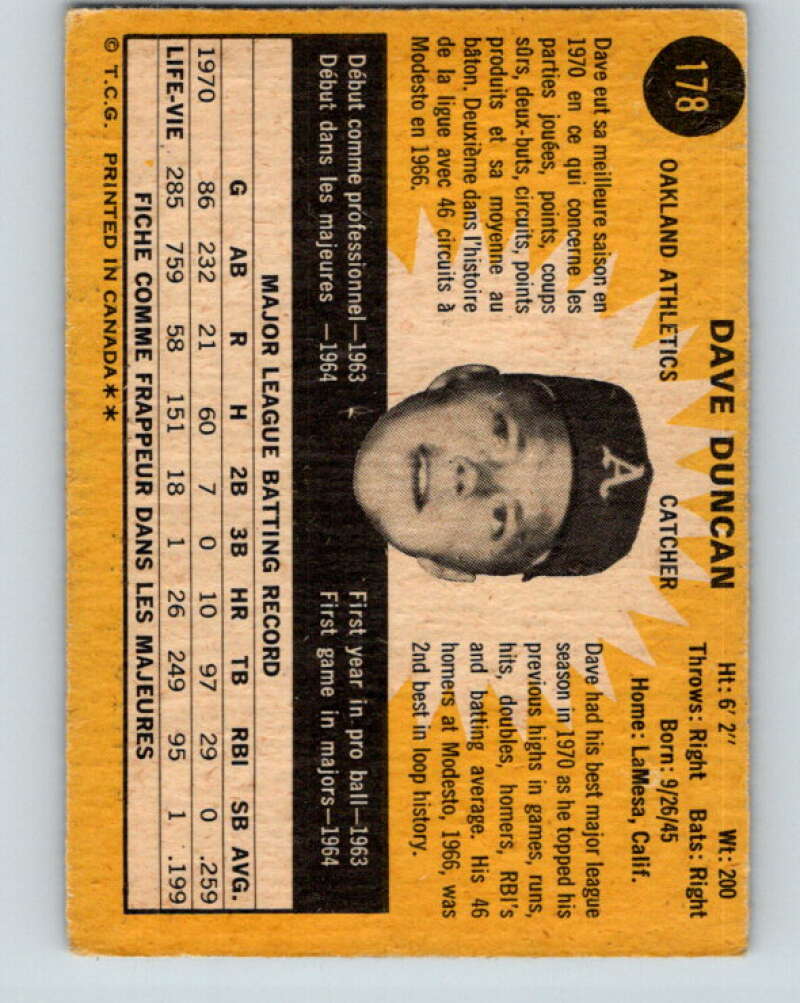 178
DAVE DUNCAN
OAKLAND ATHLETICS CATCHER
Ht: 6' 2" Wt: 200
Throws: Right Bats: Right
Born: 9/26/45
Home: LaMesa, Calif.
Dave eut sa meilleure saison en
1970 en ce qui concerne les
parties jouées, points, coups
sûrs, deux-buts, circuits, points
produits et sa moyenne au
bâton. Deuxième dans l'histoire
de la ligue avec 46 circuits à
Modesto en 1966.
A
Dave had his best major league
season in 1970 as he topped his
previous highs in games, runs,
hits, doubles, homers, RBI's
and batting average. His 46
homers at Modesto, 1966, was
2nd best in loop history.
Début comme professionnel—1963
Début dans les majeures —1964
First year in pro ball—1963
First game in majors—1964
MAJOR LEAGUE BATTING RECORD
G AB R H 2B 3B HR TB RBI SB AVG.
1970 86 232 21 60 7 0 10 97 29 0 .259
LIFE-VIE 285 759 58 151 18 1 26 249 95 1 .199
FICHE COMME FRAPPEUR DANS LES MAJEURES
© T.C.G. PRINTED IN CANADA**